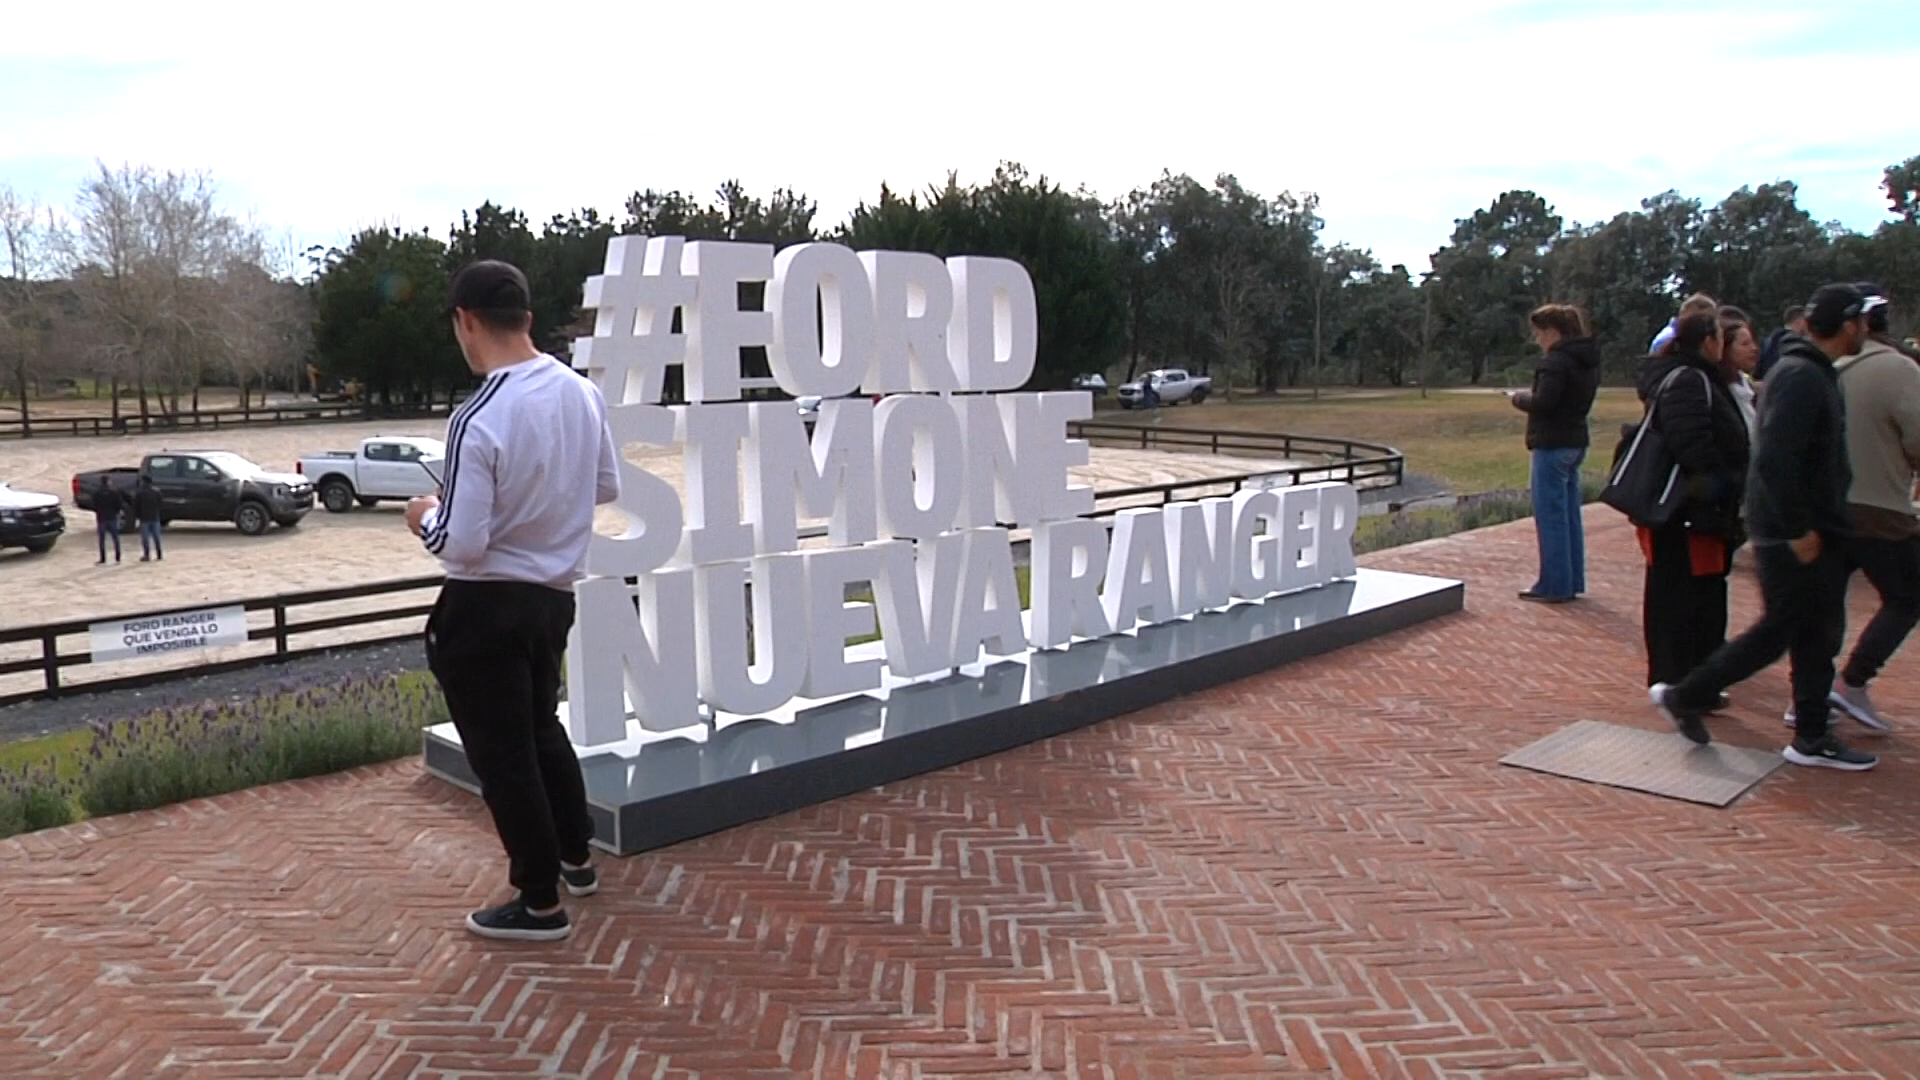 #FORD
SIMONE
NUEVA RANGER
FORD RANGER
QUE VENGA LO
IMPOSIBLE